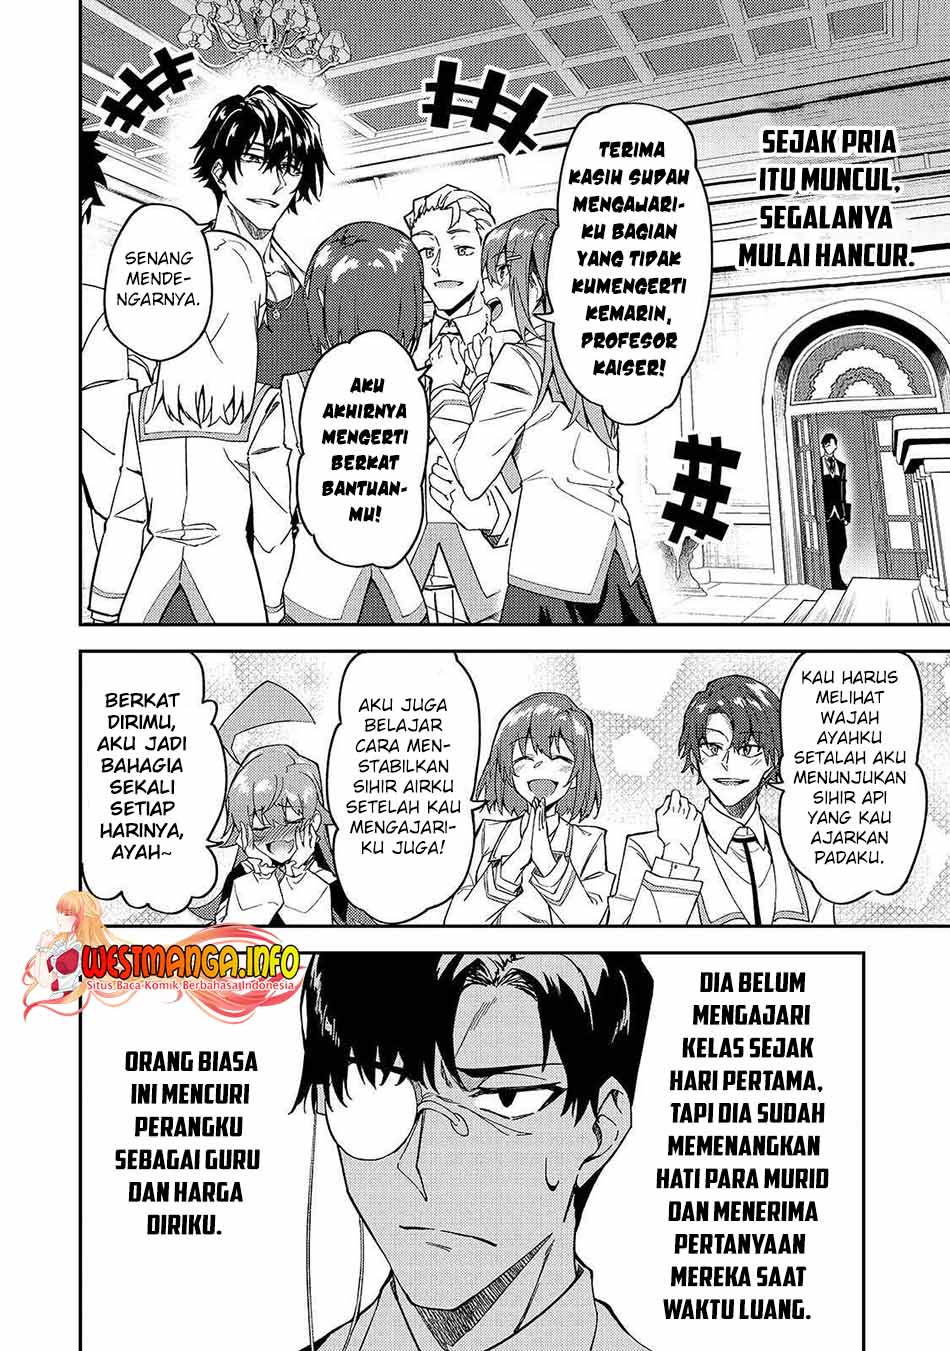 SEJAK PRIA
ITU MUNCUL,
SEGALANYA
MULAI HANCUR.
TERIMA
KASIH SUDAH
MENGAJARI-
KU BAGIAN
YANG TIDAK
KUMENGERTI
KEMARIN,
PROFESOR
KAISER!
AKU
AKHIRNYA
MENGERTI
BERKAT
BANTUAN-
MU!
SENANG
MENDE-
NGARNYA.
KAU HARUS
MELIHAT
WAJAH
AYAHKU
SETALAH AKU
MENUNJUKAN
SIHIR API
YANG KAU
AJARKAN
PADAKU.
AKU JUGA
BELAJAR
CARA MEN-
STABILKAN
SIHIR AIRKU
SETELAH KAU
MENGAJARI-
KU JUGA!
BERKAT
DIRIMU,
AKU JADI
BAHAGIA
SEKALI
SETIAP
HARINYA,
AYAH~
WESTMANGA.INFO
Situs Baca Komik Berbahasa Indonesia
DIA BELUM
MENGAJARI
KELAS SEJAK
HARI PERTAMA,
TAPI DIA SUDAH
MEMENANGKAN
HATI PARA MURID
DAN MENERIMA
PERTANYAAN
MEREKA SAAT
WAKTU LUANG.
ORANG BIASA
INI MENCURI
PERANGKU
SEBAGAI GURU
DAN HARGA
DIRIKU.